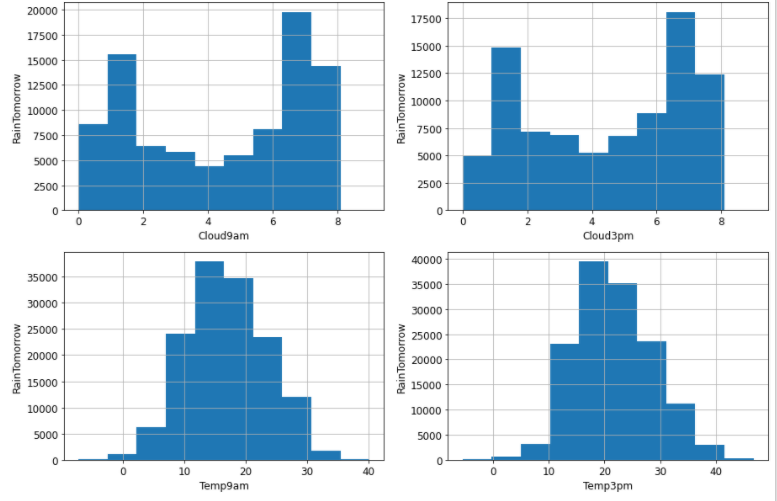 20000
17500
15000
12500
10000
7500
5000
2500
0
RainTomorrow
0 2 4 6 8
Cloud9am
17500
15000
12500
10000
7500
5000
2500
0
RainTomorrow
0 2 4 6 8
Cloud3pm
35000
30000
25000
20000
15000
10000
5000
0
RainTomorrow
0 10 20 30 40
Temp9am
40000
35000
30000
25000
20000
15000
10000
5000
0
RainTomorrow
0 10 20 30 40
Temp3pm